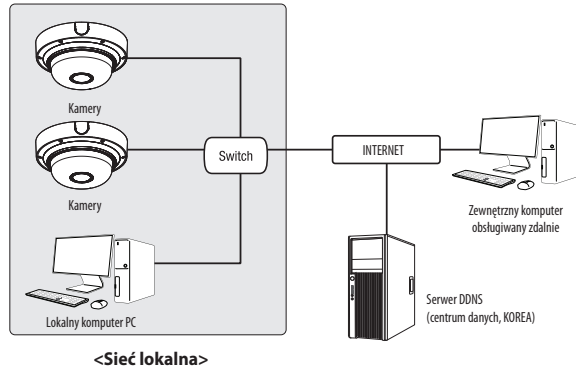 Kamery
Switch
INTERNET
Kamery
Zewnętrzny komputer
obsługiwany zdalnie
Serwer DDNS
(centrum danych, KOREA)
Lokalny komputer PC
<Sieć lokalna>